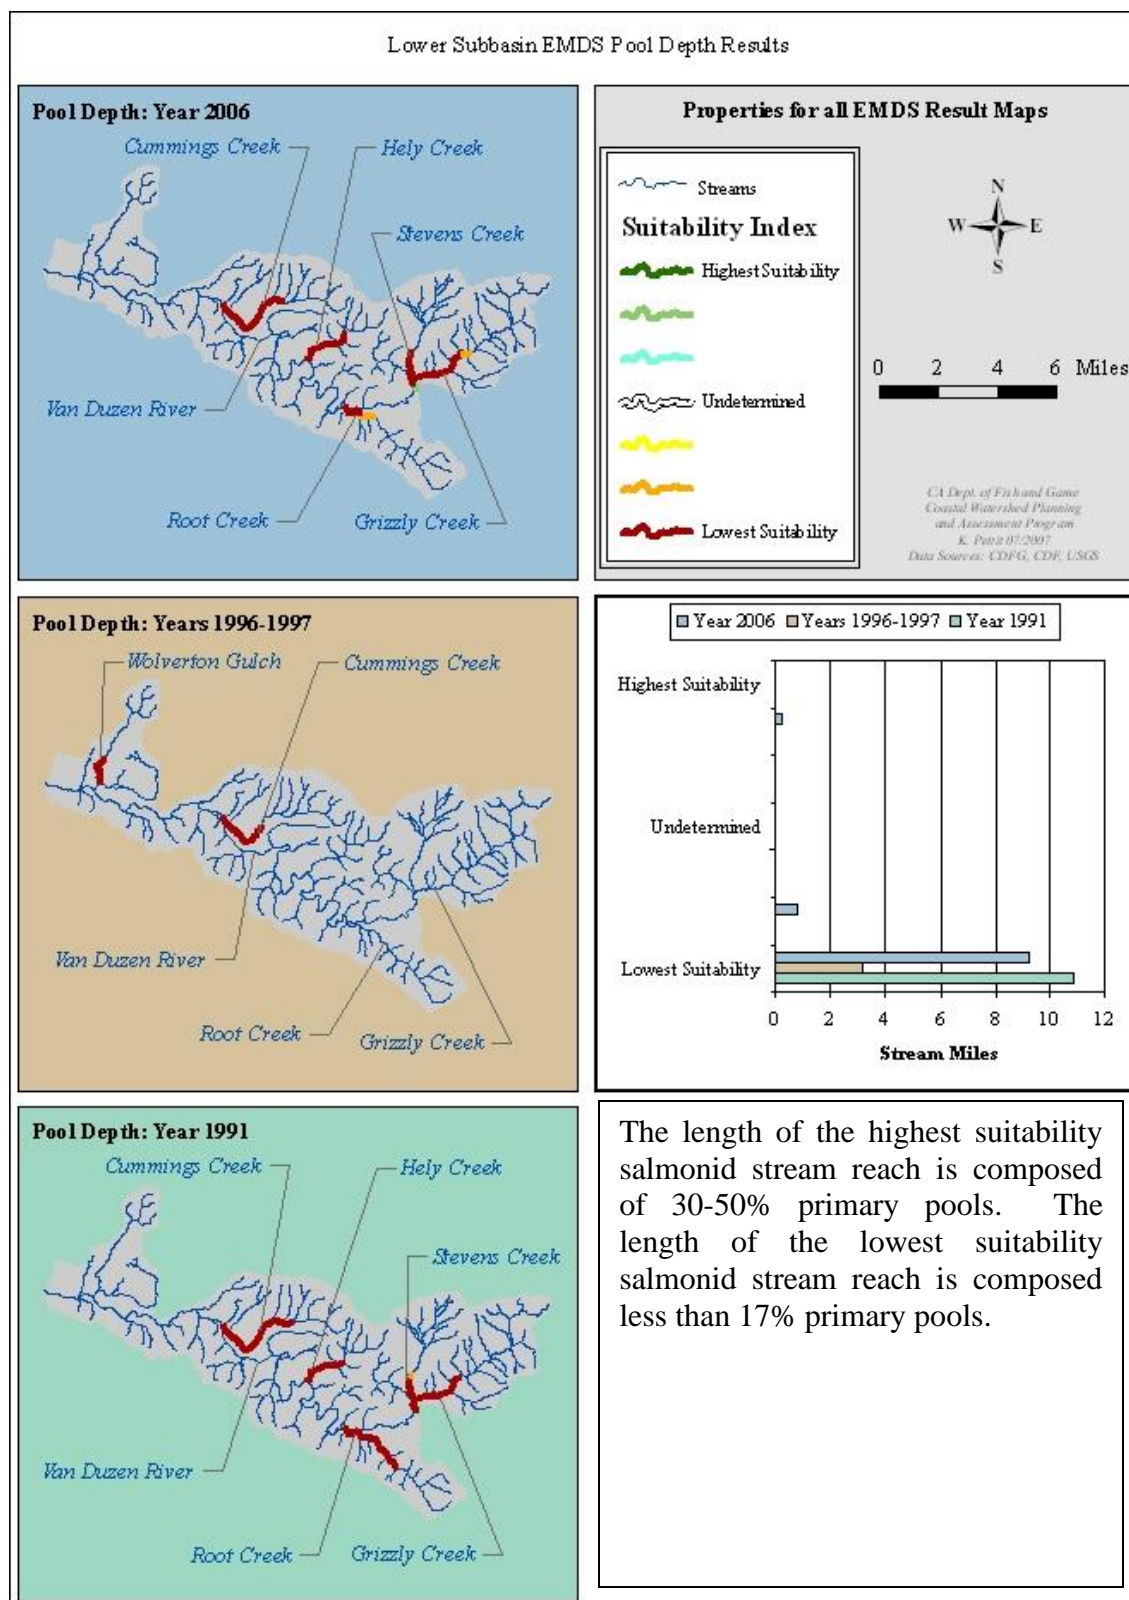 Lower Subbasin EMDS Pool Depth Results
Pool Depth: Year 2006
Cummings Creek
Hely Creek
Stevens Creek
Van Duzen River
Root Creek
Grizzly Creek
Properties for all EMDS Result Maps
Streams
Suitability Index
Highest Suitability
Undetermined
Lowest Suitability
N
W
E
S
0 2 4 6 Miles
CA Dept. of Fish and Game
Coastal Watershed Planning
and Assessment Program
K. Pettit 07/2007
Data Sources: CDFG, CDF, USGS
Pool Depth: Years 1996-1997
Wolverton Gulch
Cummings Creek
Van Duzen River
Root Creek
Grizzly Creek
Year 2006 Years 1996-1997 Year 1991
Highest Suitability
Undetermined
Lowest Suitability
0 2 4 6 8 10 12
Stream Miles
Pool Depth: Year 1991
Cummings Creek
Hely Creek
Stevens Creek
Van Duzen River
Root Creek
Grizzly Creek
The length of the highest suitability
salmonid stream reach is composed
of 30-50% primary pools. The
length of the lowest suitability
salmonid stream reach is composed
less than 17% primary pools.